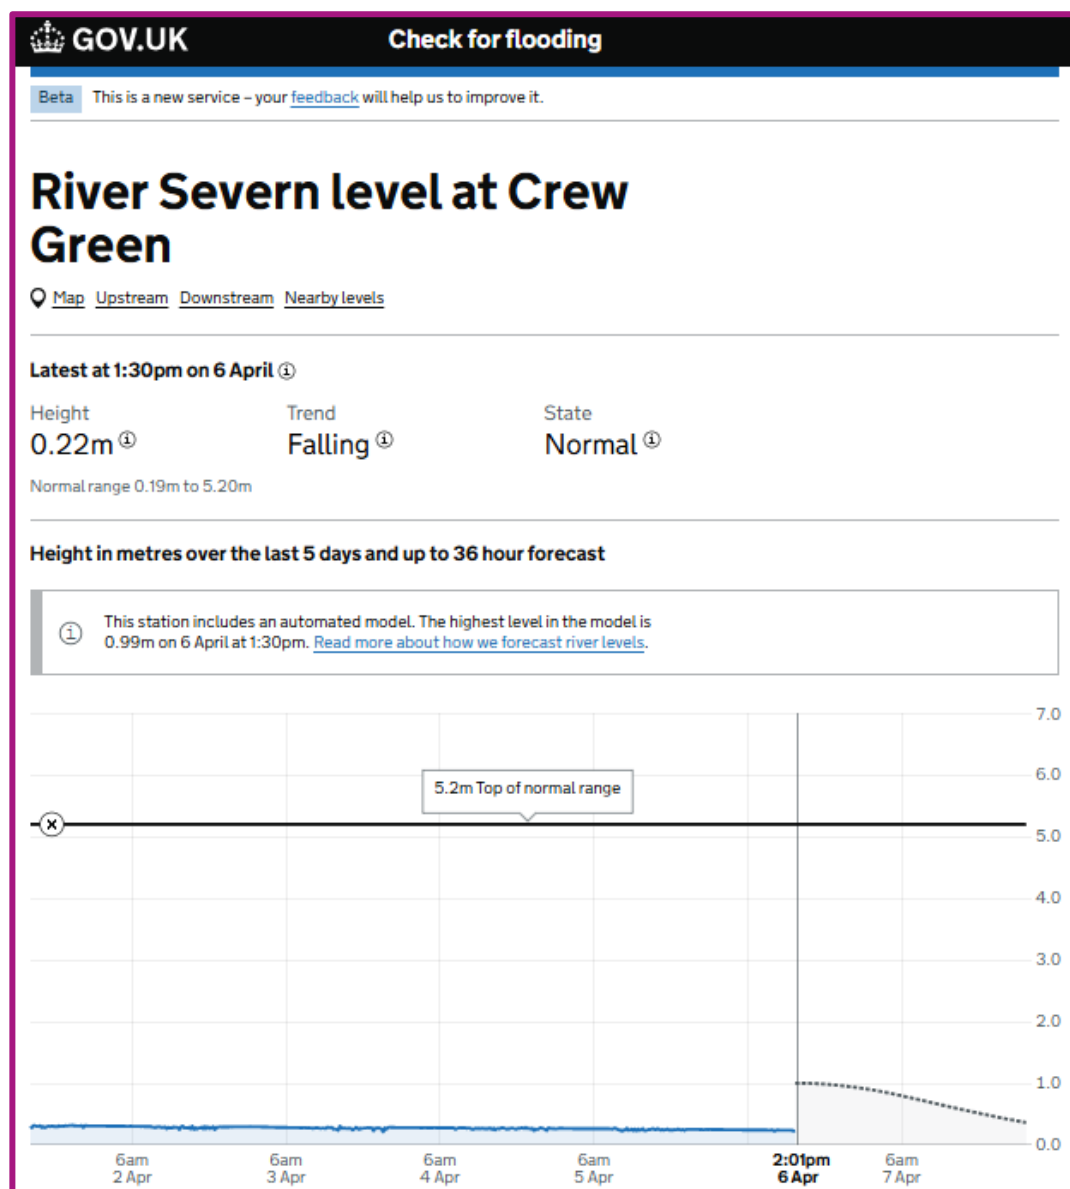 GOV.UK
Check for flooding
Beta This is a new service – your feedback will help us to improve it.
River Severn level at Crew
Green
Map Upstream Downstream Nearby levels
Latest at 1:30pm on 6 April
Height Trend State
0.22m Falling Normal
Normal range 0.19m to 5.20m
Height in metres over the last 5 days and up to 36 hour forecast
This station includes an automated model. The highest level in the model is
0.99m on 6 April at 1:30pm. Read more about how we forecast river levels.
7.0
6.0
5.2m Top of normal range
5.0
4.0
3.0
2.0
1.0
0.0
6am 6am 6am 6am 2:01pm 6am
2 Apr 3 Apr 4 Apr 5 Apr 6 Apr 7 Apr